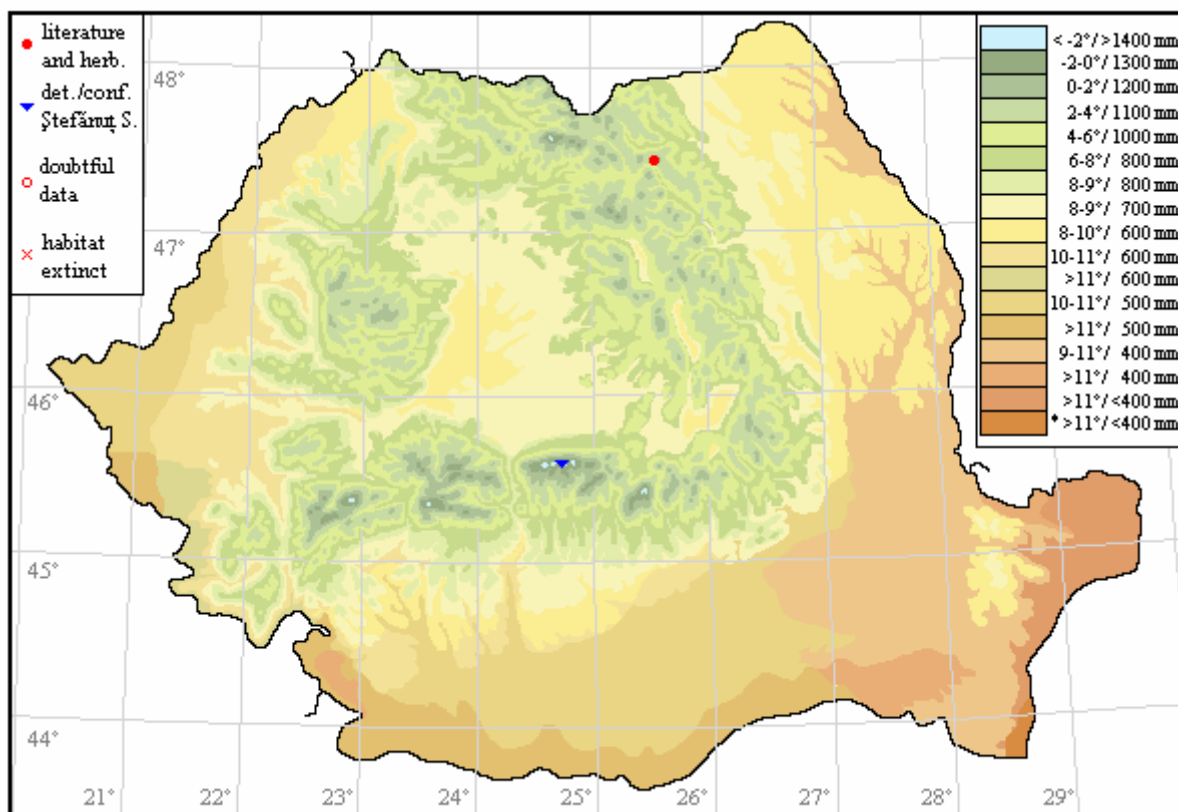 literature
and herb.
det./conf.
Ştefănuţ S.
doubtful
data
habitat
extinct
< -2°/>1400 mm
-2-0°/ 1300 mm
0-2°/ 1200 mm
2-4°/ 1100 mm
4-6°/ 1000 mm
6-8°/ 800 mm
8-9°/ 800 mm
8-9°/ 700 mm
8-10°/ 600 mm
10-11°/ 600 mm
>11°/ 600 mm
10-11°/ 500 mm
>11°/ 500 mm
9-11°/ 400 mm
>11°/ 400 mm
>11°/ <400 mm
* >11°/ <400 mm
48°
47°
46°
45°
44°
21° 22° 23° 24° 25° 26° 27° 28° 29°